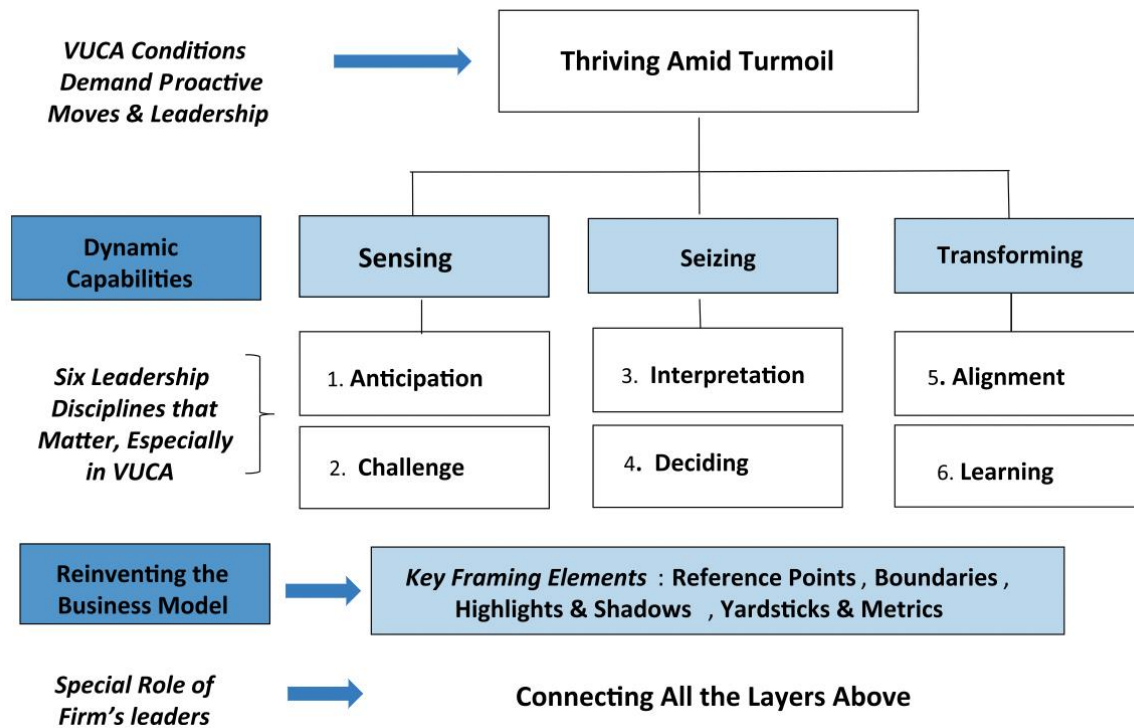 VUCA Conditions
Demand Proactive
Moves & Leadership
Thriving Amid Turmoil
Dynamic
Capabilities
Sensing
Seizing
Transforming
Six Leadership
Disciplines that
Matter, Especially
in VUCA
1. Anticipation
3. Interpretation
5. Alignment
2. Challenge
4. Deciding
6. Learning
Reinventing the
Business Model
Key Framing Elements : Reference Points , Boundaries ,
Highlights & Shadows , Yardsticks & Metrics
Special Role of
Firm's leaders
Connecting All the Layers Above